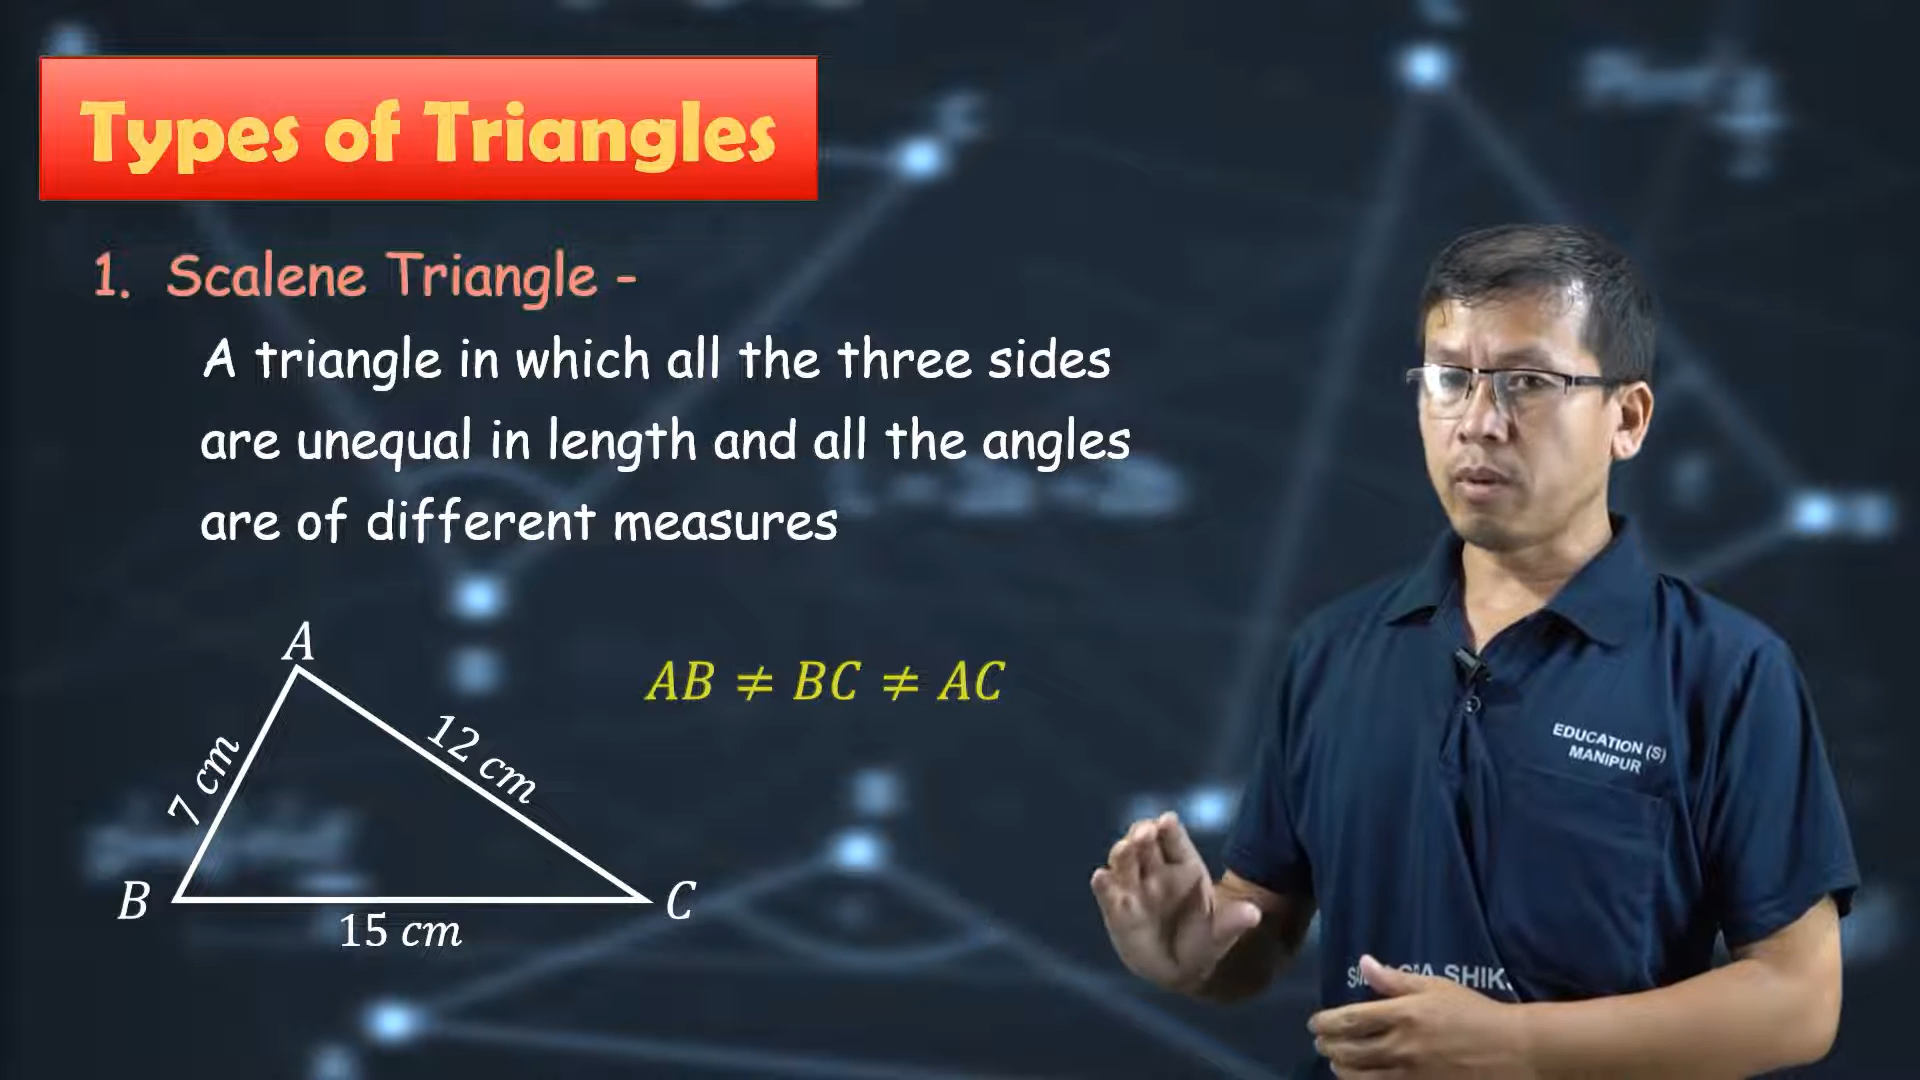 Types of Triangles
1. Scalene Triangle -
A triangle in which all the three sides
are unequal in length and all the angles
are of different measures
A
7 cm
12 cm
AB ≠ BC ≠ AC
B
C
15 cm
EDUCATION (S)
MANIPUR